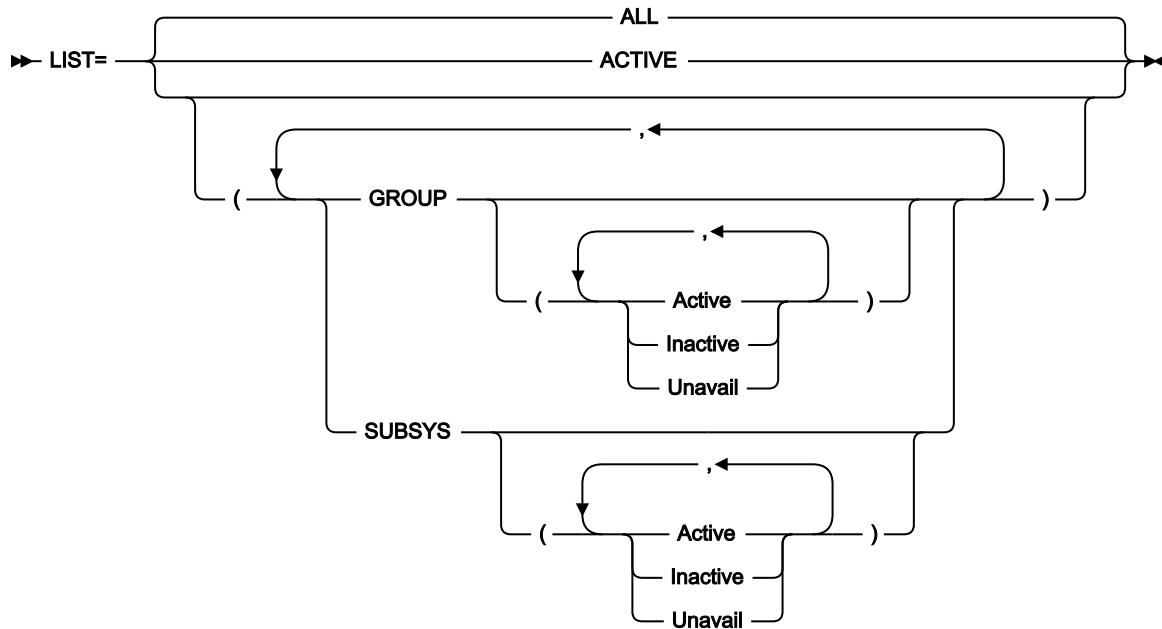 ALL
LIST= ACTIVE
,
( GROUP )
,
( Active )
Inactive
Unavail
SUBSYS
,
( Active )
Inactive
Unavail